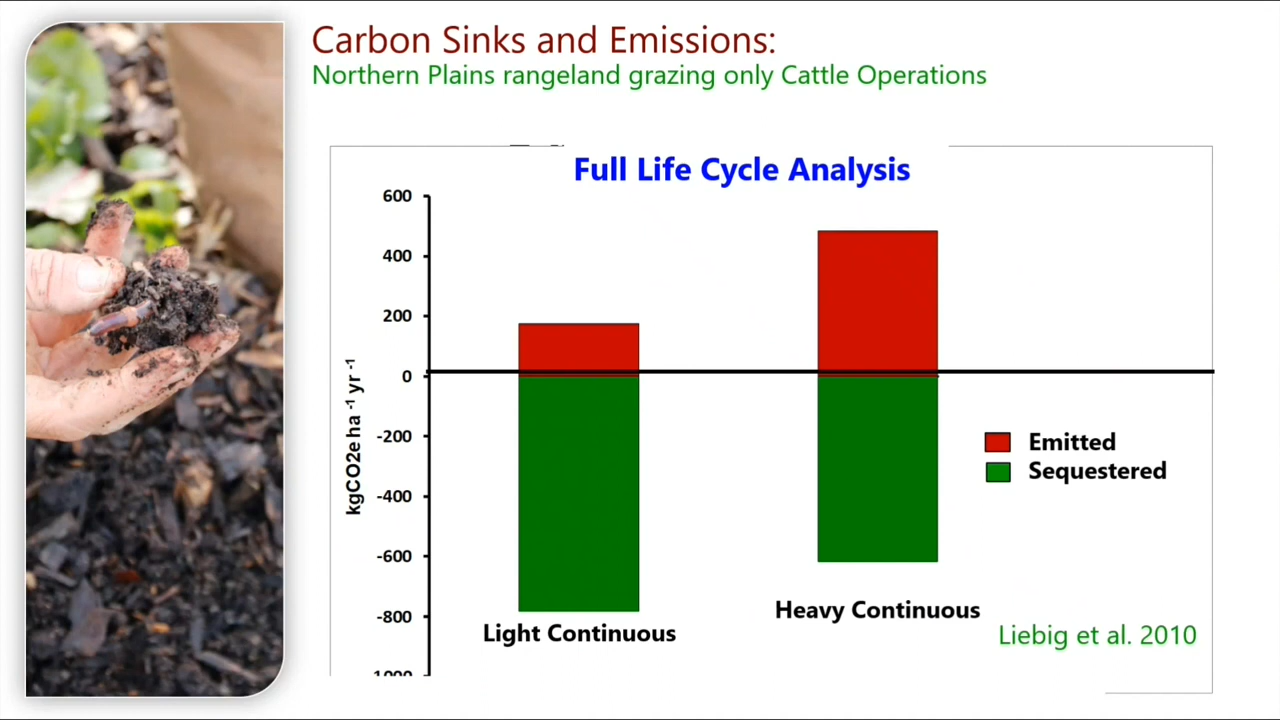 Carbon Sinks and Emissions:
Northern Plains rangeland grazing only Cattle Operations
Full Life Cycle Analysis
600
400
200
0
-200
-400
-600
-800
kgCO2e ha -1 yr -1
Emitted
Sequestered
Light Continuous
Heavy Continuous
Liebig et al. 2010